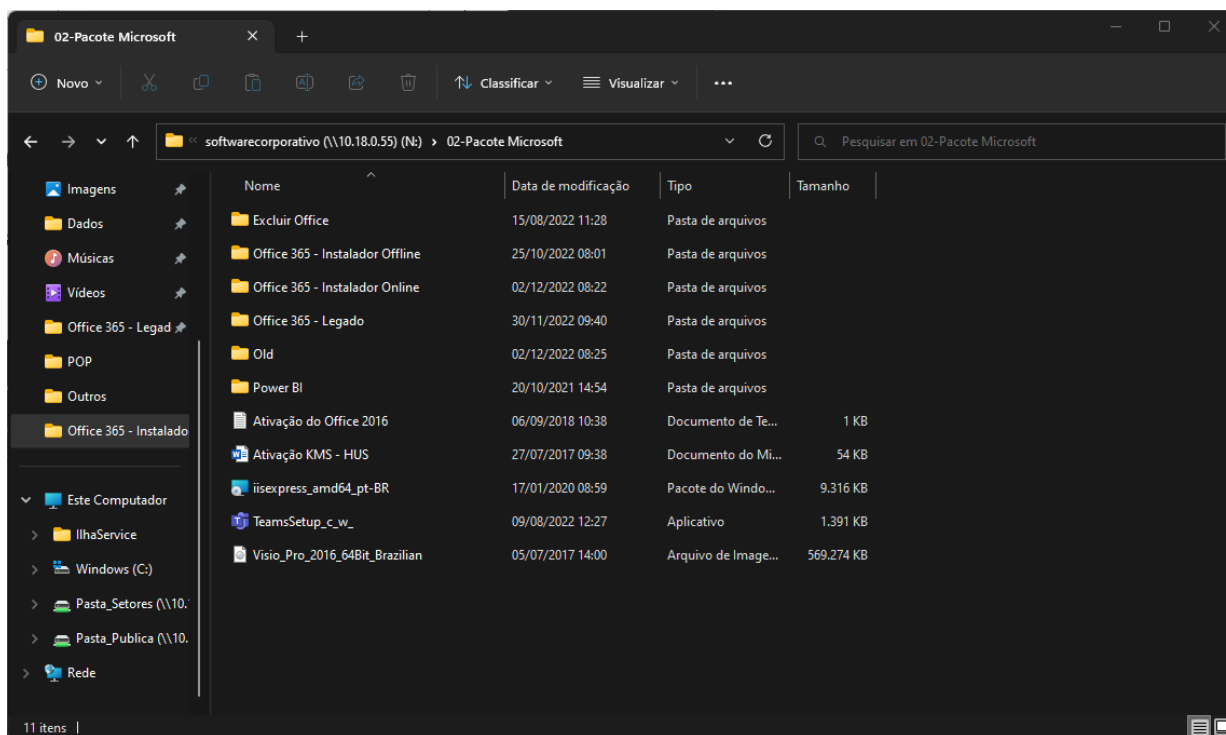 02-Pacote Microsoft
Novo
Classificar
Visualizar
softwarecorporativo (\\10.18.0.55) (N:) › 02-Pacote Microsoft
Pesquisar em 02-Pacote Microsoft
Imagens
Dados
Músicas
Vídeos
Office 365 - Legad
POP
Outros
Office 365 - Instalado
Este Computador
IlhaService
Windows (C:)
Pasta_Setores (\\10.1
Pasta_Publica (\\10.
Rede
Nome Data de modificação Tipo Tamanho
Excluir Office 15/08/2022 11:28 Pasta de arquivos
Office 365 - Instalador Offline 25/10/2022 08:01 Pasta de arquivos
Office 365 - Instalador Online 02/12/2022 08:22 Pasta de arquivos
Office 365 - Legado 30/11/2022 09:40 Pasta de arquivos
Old 02/12/2022 08:25 Pasta de arquivos
Power BI 20/10/2021 14:54 Pasta de arquivos
Ativação do Office 2016 06/09/2018 10:38 Documento de Te... 1 KB
Ativação KMS - HUS 27/07/2017 09:38 Documento do Mi... 54 KB
iisexpress_amd64_pt-BR 17/01/2020 08:59 Pacote do Windo... 9.316 KB
TeamsSetup_c_w_ 09/08/2022 12:27 Aplicativo 1.391 KB
Visio_Pro_2016_64Bit_Brazilian 05/07/2017 14:00 Arquivo de Image... 569.274 KB
11 itens